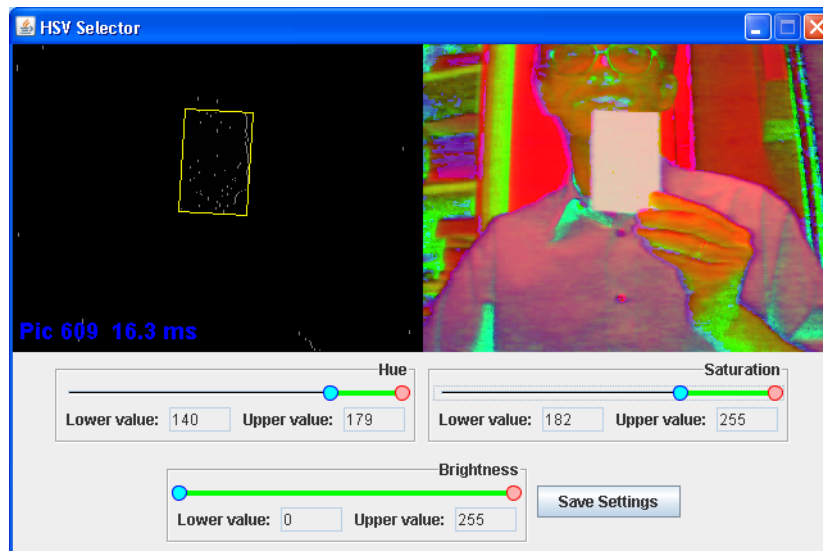 HSV Selector
Pic 609 16.3 ms
Hue
Lower value: 140 Upper value: 179
Saturation
Lower value: 182 Upper value: 255
Brightness
Lower value: 0 Upper value: 255
Save Settings